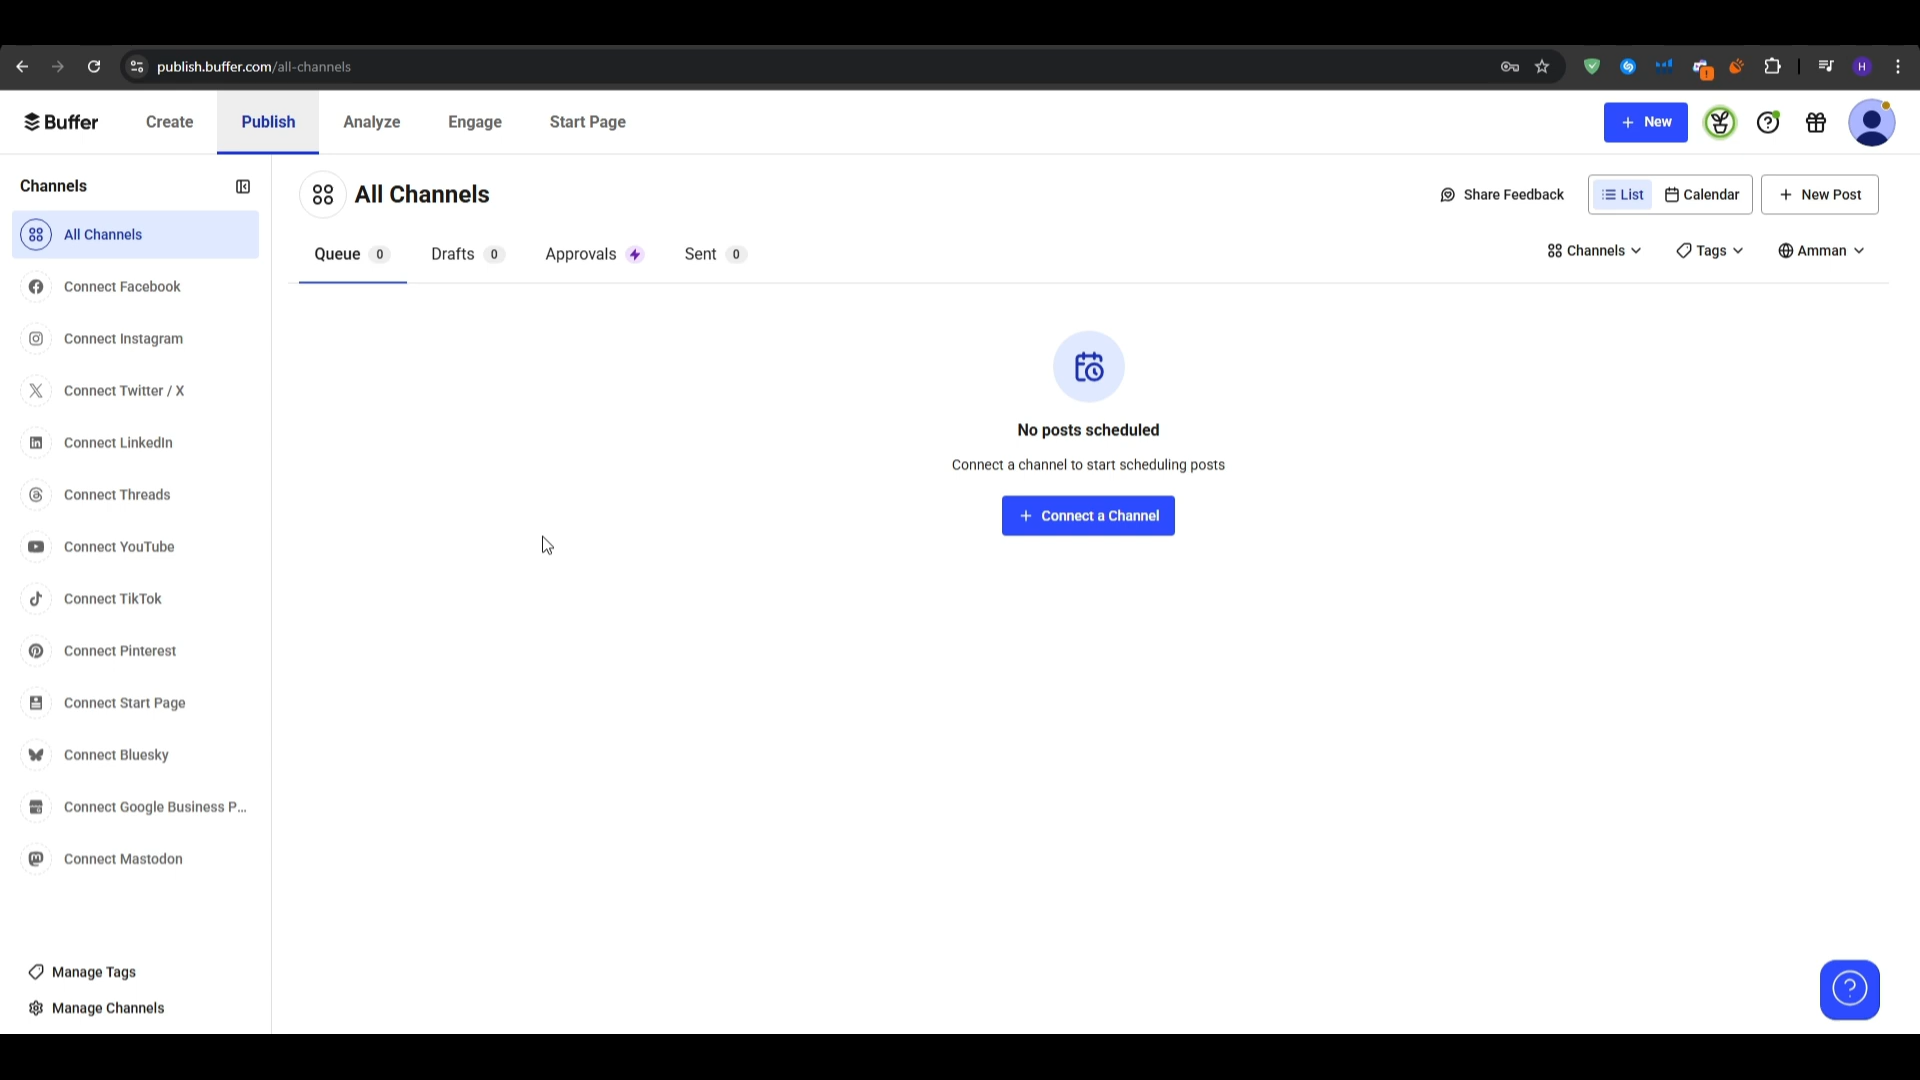 publish.buffer.com/all-channels
H
Buffer
Create
Publish
Analyze
Engage
Start Page
+ New
Channels
All Channels
Connect Facebook
Connect Instagram
Connect Twitter / X
Connect LinkedIn
Connect Threads
Connect YouTube
Connect TikTok
Connect Pinterest
Connect Start Page
Connect Bluesky
Connect Google Business P...
Connect Mastodon
Manage Tags
Manage Channels
All Channels
Share Feedback
List
Calendar
+ New Post
Queue 0
Drafts 0
Approvals
Sent 0
Channels
Tags
Amman
No posts scheduled
Connect a channel to start scheduling posts
+ Connect a Channel